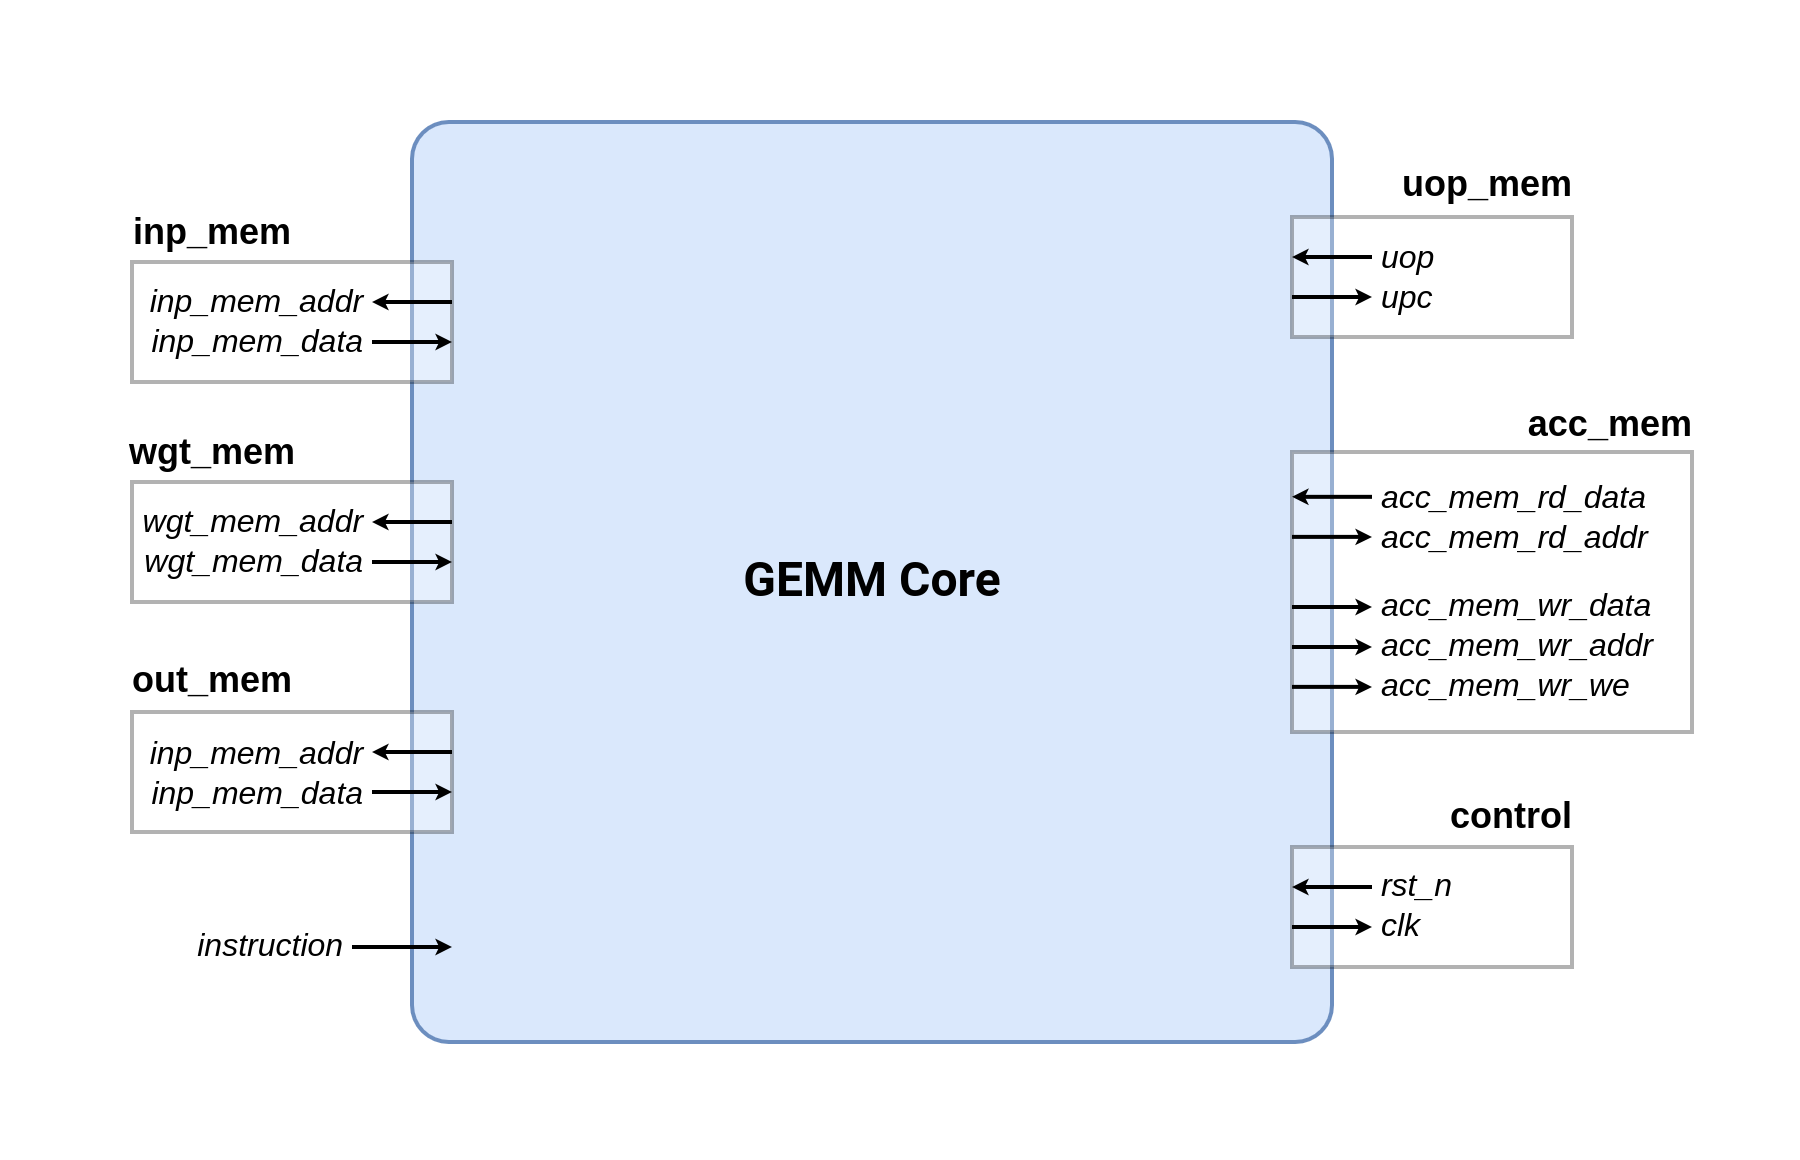 inp_mem
inp_mem_addr
inp_mem_data
wgt_mem
wgt_mem_addr
wgt_mem_data
out_mem
inp_mem_addr
inp_mem_data
instruction
GEMM Core
uop_mem
uop
upc
acc_mem
acc_mem_rd_data
acc_mem_rd_addr
acc_mem_wr_data
acc_mem_wr_addr
acc_mem_wr_we
control
rst_n
clk